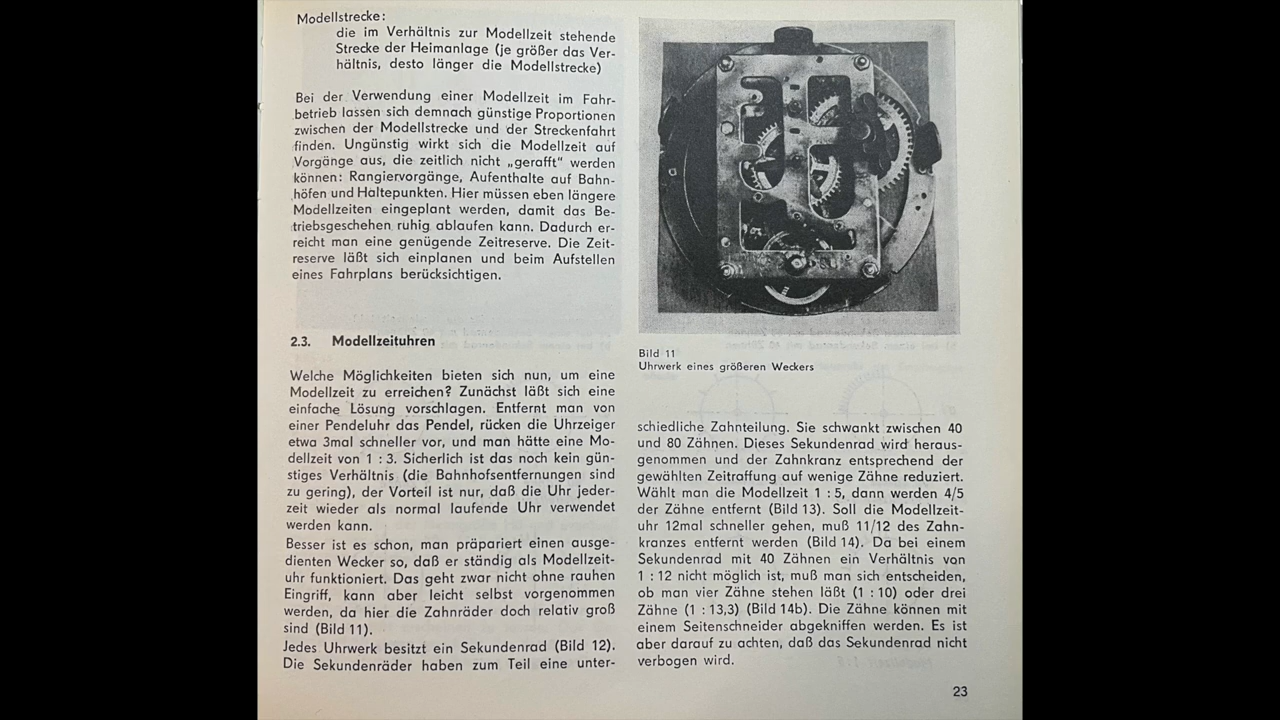 Modellstrecke:
die im Verhältnis zur Modellzeit stehende
Strecke der Heimanlage (je größer das Ver-
hältnis, desto länger die Modellstrecke)
Bei der Verwendung einer Modellzeit im Fahr-
betrieb lassen sich demnach günstige Proportionen
zwischen der Modellstrecke und der Streckenfahrt
finden. Ungünstig wirkt sich die Modellzeit auf
Vorgänge aus, die zeitlich nicht „gerafft“ werden
können: Rangiervorgänge, Aufenthalte auf Bahn-
höfen und Haltepunkten. Hier müssen eben längere
Modellzeiten eingeplant werden, damit das Be-
triebsgeschehen ruhig ablaufen kann. Dadurch er-
reicht man eine genügende Zeitreserve. Die Zeit-
reserve läßt sich einplanen und beim Aufstellen
eines Fahrplans berücksichtigen.
2.3. Modellzeituhren
Welche Möglichkeiten bieten sich nun, um eine
Modellzeit zu erreichen? Zunächst läßt sich eine
einfache Lösung vorschlagen. Entfernt man von
einer Pendeluhr das Pendel, rücken die Uhrzeiger
etwa 3mal schneller vor, und man hätte eine Mo-
dellzeit von 1 : 3. Sicherlich ist das noch kein gün-
stiges Verhältnis (die Bahnhofsentfernungen sind
zu gering), der Vorteil ist nur, daß die Uhr jeder-
zeit wieder als normal laufende Uhr verwendet
werden kann.
Besser ist es schon, man präpariert einen ausge-
dienten Wecker so, daß er ständig als Modellzeit-
uhr funktioniert. Das geht zwar nicht ohne rauhen
Eingriff, kann aber leicht selbst vorgenommen
werden, da hier die Zahnräder doch relativ groß
sind (Bild 11).
Jedes Uhrwerk besitzt ein Sekundenrad (Bild 12).
Die Sekundenräder haben zum Teil eine unter-
Bild 11
Uhrwerk eines größeren Weckers
schiedliche Zahnteilung. Sie schwankt zwischen 40
und 80 Zähnen. Dieses Sekundenrad wird heraus-
genommen und der Zahnkranz entsprechend der
gewählten Zeitraffung auf wenige Zähne reduziert.
Wählt man die Modellzeit 1 : 5, dann werden 4/5
der Zähne entfernt (Bild 13). Soll die Modellzeit-
uhr 12mal schneller gehen, muß 11/12 des Zahn-
kranzes entfernt werden (Bild 14). Da bei einem
Sekundenrad mit 40 Zähnen ein Verhältnis von
1 : 12 nicht möglich ist, muß man sich entscheiden,
ob man vier Zähne stehen läßt (1 : 10) oder drei
Zähne (1 : 13,3) (Bild 14b). Die Zähne können mit
einem Seitenschneider abgekniffen werden. Es ist
aber darauf zu achten, daß das Sekundenrad nicht
verbogen wird.
23